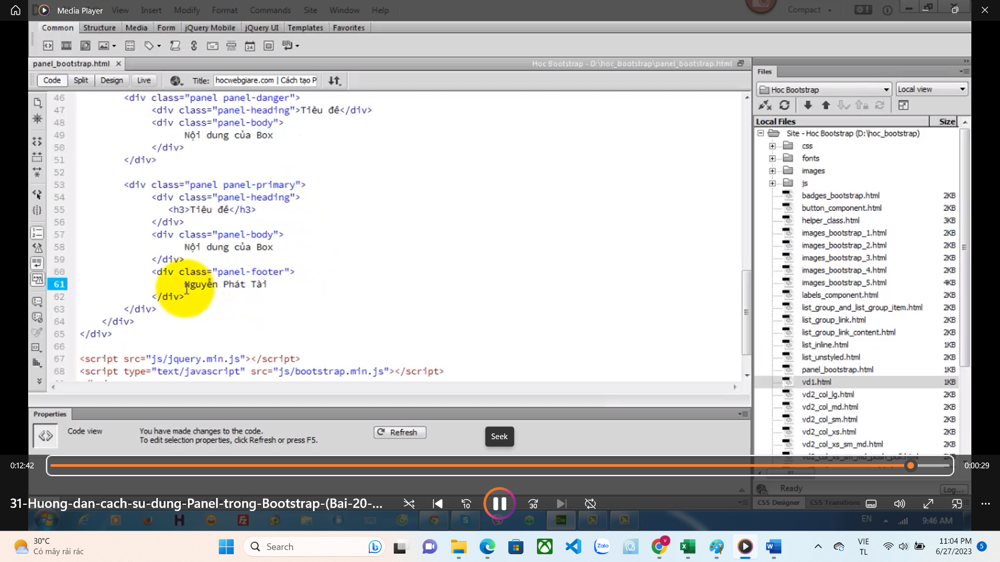 Media Player
View Insert Modify Format Commands Site Window Help
Compact
Common Structure Media Form jQuery Mobile jQuery UI Templates Favorites
panel_bootstrap.html
Hoc Bootstrap - D:\hoc_bootstrap\panel_bootstrap.html
Code Split Design Live Title: hocwebgiare.com | Cách tạo P
46 <div class="panel panel-danger">
47 <div class="panel-heading">Tiêu đề</div>
48 <div class="panel-body">
49 Nội dung của Box
50 </div>
51 </div>
52
53 <div class="panel panel-primary">
54 <div class="panel-heading">
55 <h3>Tiêu đề</h3>
56 </div>
57 <div class="panel-body">
58 Nội dung của Box
59 </div>
60 <div class="panel-footer">
61 Nguyễn Phát Tài
62 </div>
63 </div>
64 </div>
65 </div>
66
67 <script src="js/jquery.min.js"></script>
68 <script type="text/javascript" src="js/bootstrap.min.js"></script>
Files
Hoc Bootstrap Local view
Local Files Size
Site - Hoc Bootstrap (D:\hoc_bootstrap)
css
fonts
images
js
badges_bootstrap.html 2KB
button_component.html 2KB
helper_class.html 3KB
images_bootstrap_1.html 2KB
images_bootstrap_2.html 2KB
images_bootstrap_3.html 2KB
images_bootstrap_4.html 2KB
images_bootstrap_5.html 4KB
labels_component.html 2KB
list_group_and_list_group_item.html 2KB
list_group_link.html 2KB
list_group_link_content.html 2KB
list_inline.html 1KB
list_unstyled.html 2KB
panel_bootstrap.html 1KB
vd1.html 1KB
vd2_col_lg.html 2KB
vd2_col_md.html 2KB
vd2_col_sm.html 2KB
vd2_col_xs.html 2KB
vd2_col_xs_sm_md.html 2KB
vd2_col_xs_sm_md_push_pull.html 2KB
Properties
Code view
You have made changes to the code.
To edit selection properties, click Refresh or press F5.
Refresh
Seek
0:12:42
0:00:29
Ready
Log...
31-Huong-dan-cach-su-dung-Panel-trong-Bootstrap-(Bai-20-...
10
30
CSS Designer CSS Transitions
EN
9:46 AM
30°C
Có mây rải rác
Search
Zalo
VIE
TL
11:04 PM
6/27/2023
5